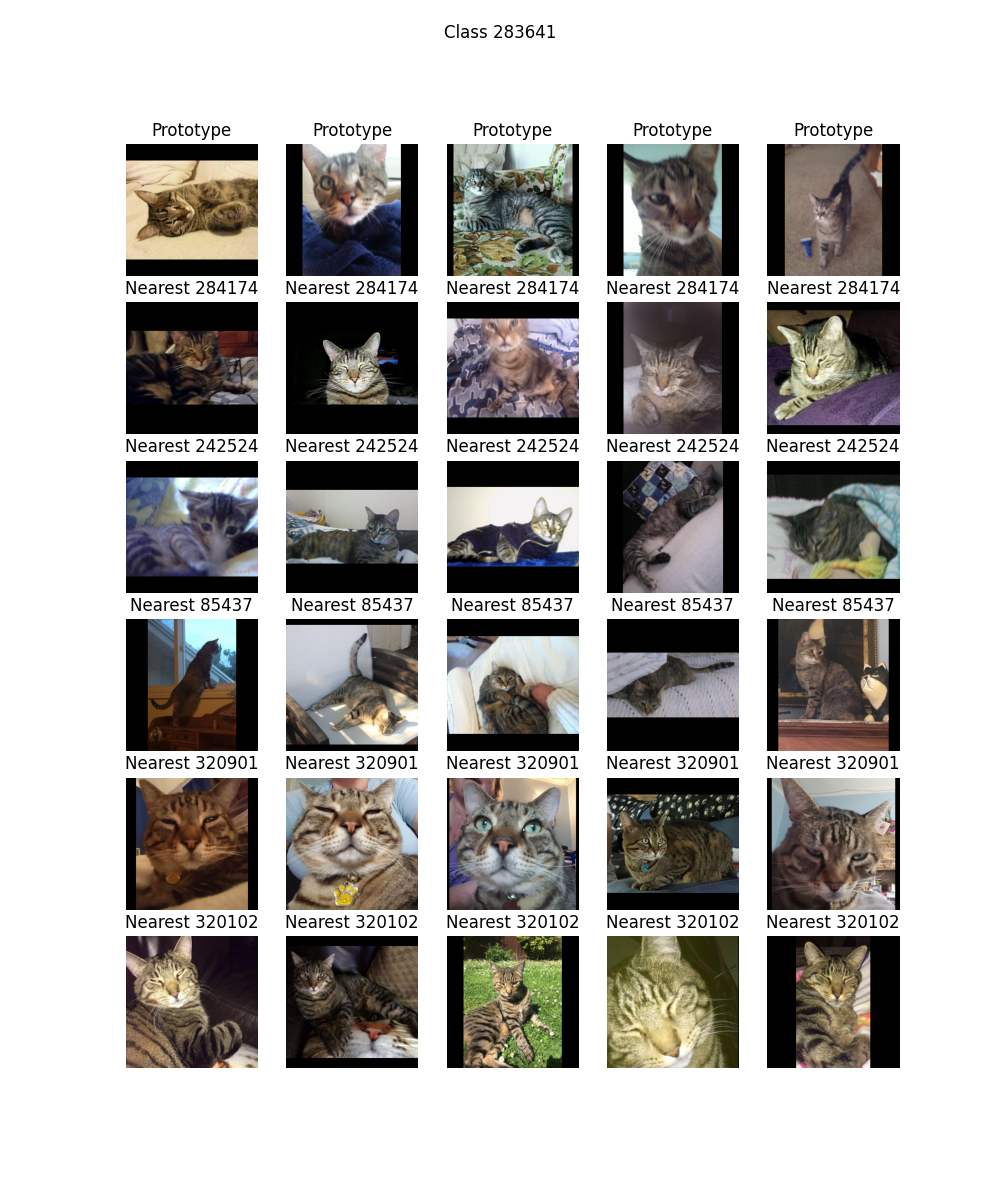 Class 283641
Prototype Prototype Prototype Prototype Prototype
Nearest 284174 Nearest 284174 Nearest 284174 Nearest 284174 Nearest 284174
Nearest 242524 Nearest 242524 Nearest 242524 Nearest 242524 Nearest 242524
Nearest 85437 Nearest 85437 Nearest 85437 Nearest 85437 Nearest 85437
Nearest 320901 Nearest 320901 Nearest 320901 Nearest 320901 Nearest 320901
Nearest 320102 Nearest 320102 Nearest 320102 Nearest 320102 Nearest 320102